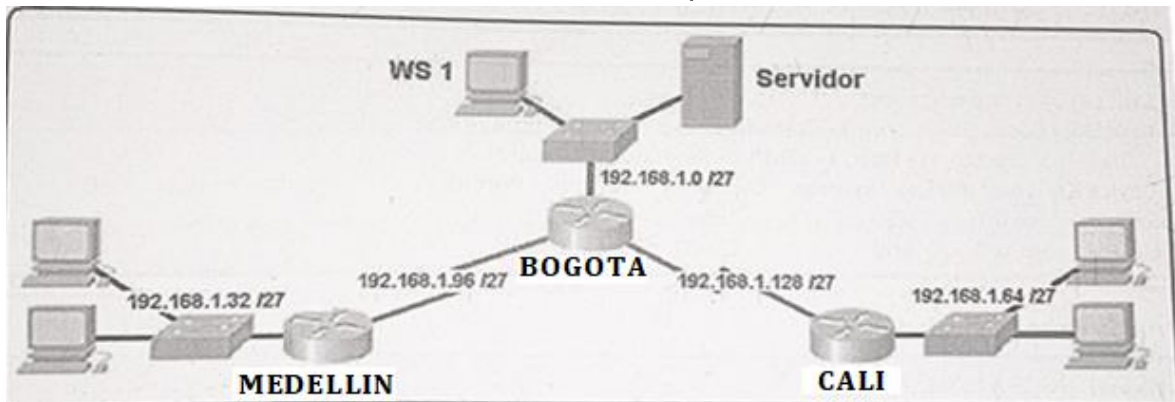 WS 1
Servidor
192.168.1.0 /27
BOGOTA
192.168.1.96 /27
192.168.1.128 /27
192.168.1.32 /27
192.168.1.64 /27
MEDELLIN
CALI